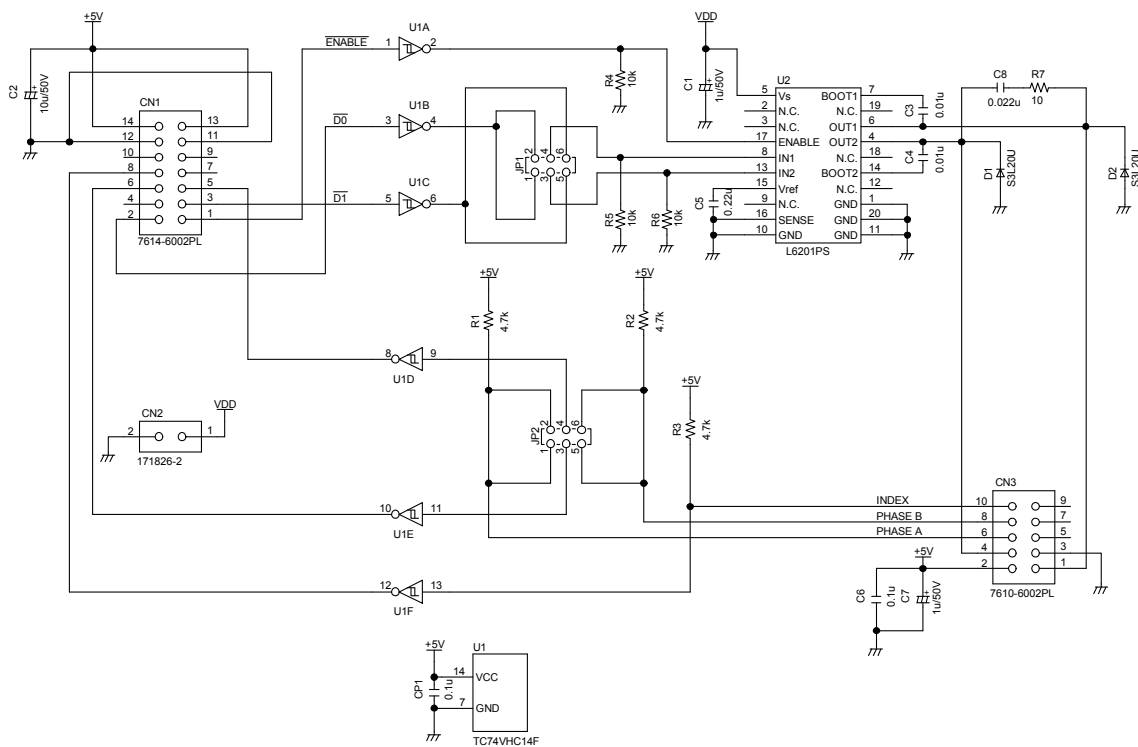 +5V
C2
10u/50V
CN1
14
12
10
8
6
4
2
13
11
9
7
5
3
1
7614-6002PL
ENABLE
1
U1A
2
D0
3
U1B
4
D1
5
U1C
6
JP1
2 4 6
1 3 5
R4
10k
R5
10k
R6
10k
VDD
C1
1u/50V
U2
5 Vs BOOT1 7
2 N.C. N.C. 19
3 N.C. OUT1 6
17 ENABLE OUT2 4
8 IN1 N.C. 18
13 IN2 BOOT2 14
15 Vref N.C. 12
9 N.C. GND 1
16 SENSE GND 20
10 GND GND 11
L6201PS
C5
0.22u
C3
0.01u
C4
0.01u
C8
0.022u
R7
10
D1
S3L20U
D2
S3L20U
+5V
R1
4.7k
+5V
R2
4.7k
8
9
U1D
JP2
2 4 6
1 3 5
+5V
R3
4.7k
CN2
2
1
VDD
171826-2
10
11
U1E
12
13
U1F
INDEX
PHASE B
PHASE A
CN3
10
8
6
4
2
9
7
5
3
1
7610-6002PL
+5V
C6
0.1u
C7
1u/50V
+5V
CP1
0.1u
U1
14 VCC
7 GND
TC74VHC14F